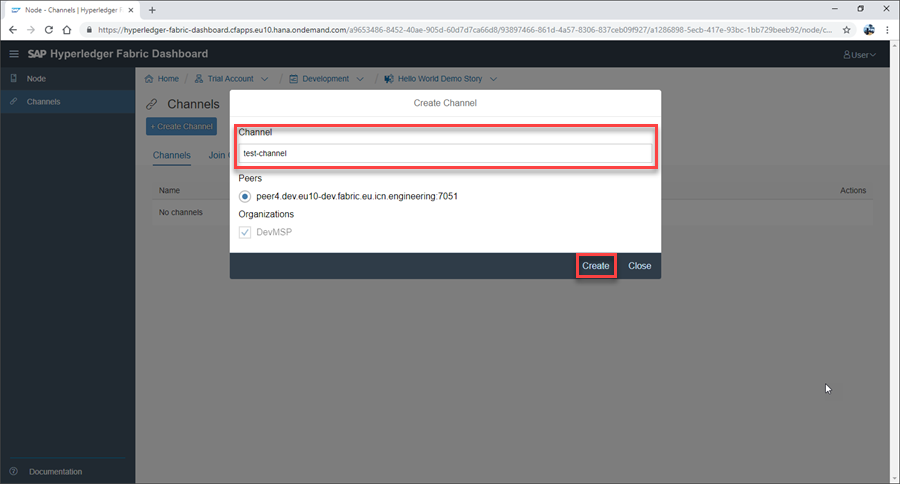 Node - Channels | Hyperledger F
https://hyperledger-fabric-dashboard.cfapps.eu10.hana.ondemand.com/a9653486-8452-40ae-905d-60d7d7ca66d8/93897466-861d-4a57-8306-837ceb09f927/a1286898-5ecb-417e-93bc-1bb729beeb92/node/c...
SAP Hyperledger Fabric Dashboard
User
Node
Channels
Documentation
Home / Trial Account / Development / Hello World Demo Story
Channels
+ Create Channel
Channels Join
Name Actions
No channels
Create Channel
Channel
test-channel
Peers
peer4.dev.eu10-dev.fabric.eu.icn.engineering:7051
Organizations
DevMSP
Create Close